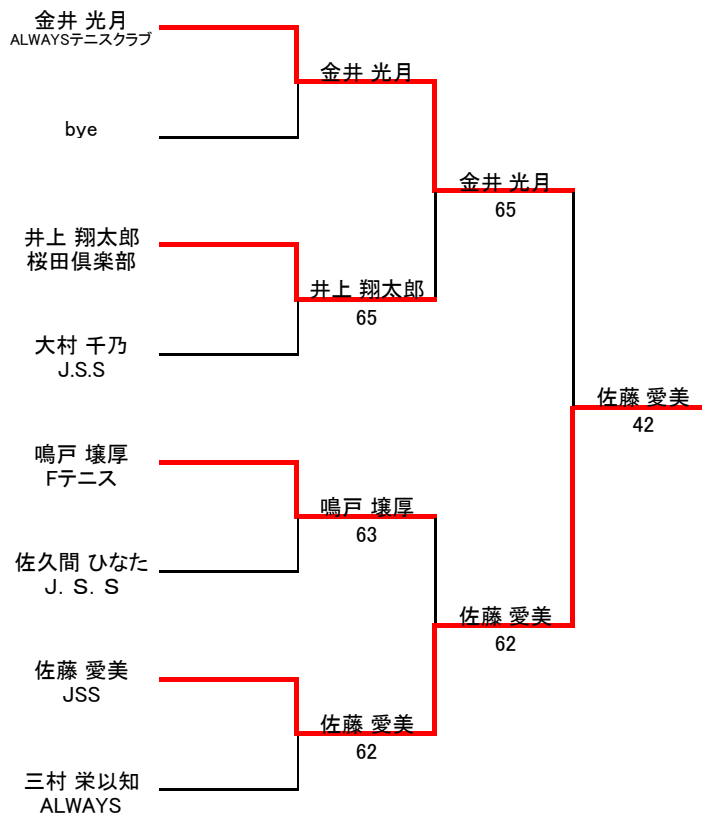 金井 光月
ALWAYSテニスクラブ
bye
井上 翔太郎
桜田倶楽部
大村 千乃
J.S.S
鳴戸 壌厚
Fテニス
佐久間 ひなた
Ｊ．Ｓ．Ｓ
佐藤 愛美
JSS
三村 栄以知
ALWAYS
金井 光月
井上 翔太郎
65
鳴戸 壌厚
63
佐藤 愛美
62
金井 光月
65
佐藤 愛美
62
佐藤 愛美
42